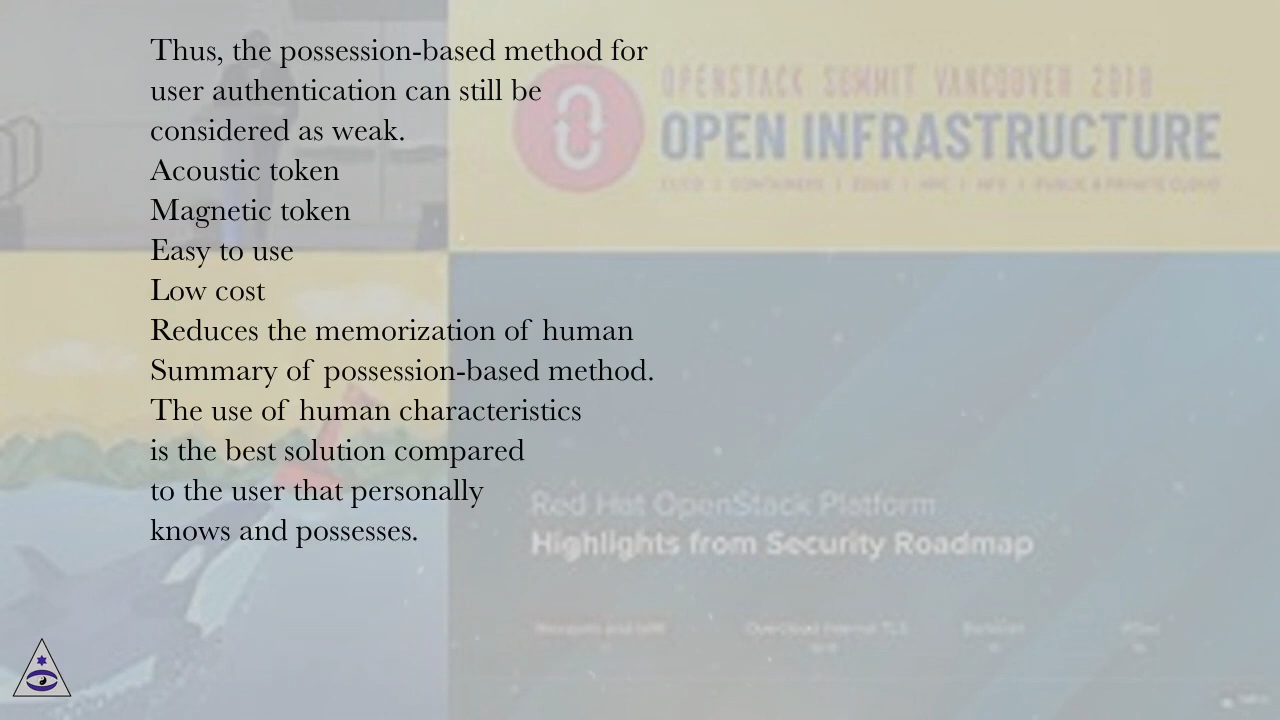 Thus, the possession-based method for
user authentication can still be
considered as weak.
Acoustic token
Magnetic token
Easy to use
Low cost
Reduces the memorization of human
Summary of possession-based method.
The use of human characteristics
is the best solution compared
to the user that personally
knows and possesses.
OPENSTACK SUMMIT VANCOUVER 2018
OPEN INFRASTRUCTURE
Red Hat OpenStack Platform
Highlights from Security Roadmap